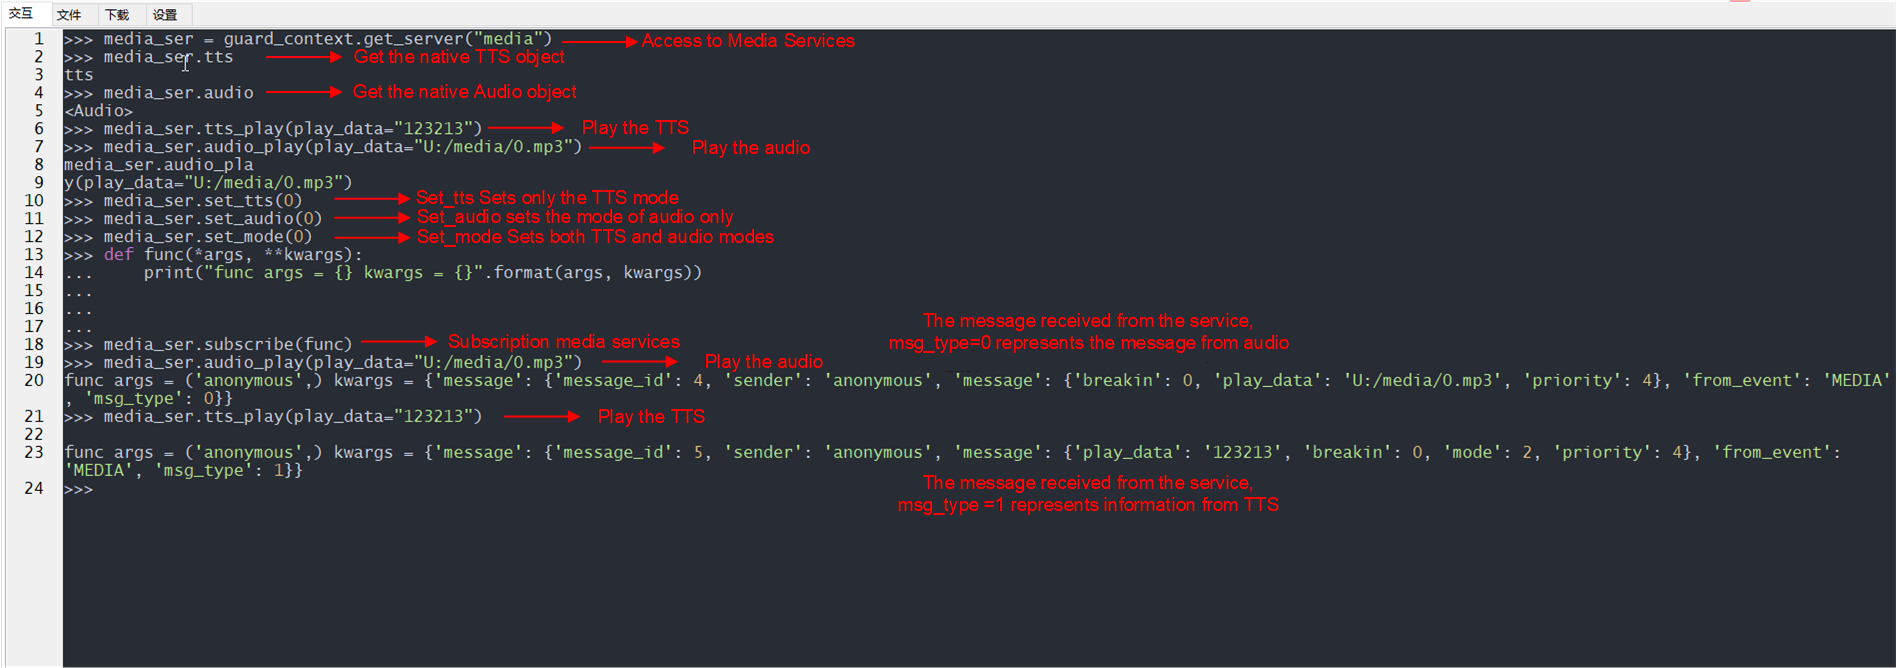 交互 文件 下载 设置
1 >>> media_ser = guard_context.get_server("media") Access to Media Services
2 >>> media_ser.tts Get the native TTS object
3 tts
4 >>> media_ser.audio Get the native Audio object
5 <Audio>
6 >>> media_ser.tts_play(play_data="123213") Play the TTS
7 >>> media_ser.audio_play(play_data="U:/media/0.mp3") Play the audio
8 media_ser.audio_pla
9 y(play_data="U:/media/0.mp3")
10 >>> media_ser.set_tts(0) Set_tts Sets only the TTS mode
11 >>> media_ser.set_audio(0) Set_audio sets the mode of audio only
12 >>> media_ser.set_mode(0) Set_mode Sets both TTS and audio modes
13 >>> def func(*args, **kwargs):
14 ...     print("func args = {} kwargs = {}".format(args, kwargs))
15 ...
16 ...
The message received from the service,
17 ...
18 >>> media_ser.subscribe(func) Subscription media services msg_type=0 represents the message from audio
19 >>> media_ser.audio_play(play_data="U:/media/0.mp3") Play the audio
20 func args = ('anonymous',) kwargs = {'message': {'message_id': 4, 'sender': 'anonymous', 'message': {'breakin': 0, 'play_data': 'U:/media/0.mp3', 'priority': 4}, 'from_event': 'MEDIA'
, 'msg_type': 0}}
21 >>> media_ser.tts_play(play_data="123213") Play the TTS
22
23 func args = ('anonymous',) kwargs = {'message': {'message_id': 5, 'sender': 'anonymous', 'message': {'play_data': '123213', 'breakin': 0, 'mode': 2, 'priority': 4}, 'from_event':
'MEDIA', 'msg_type': 1}}
24 >>> The message received from the service,
msg_type =1 represents information from TTS